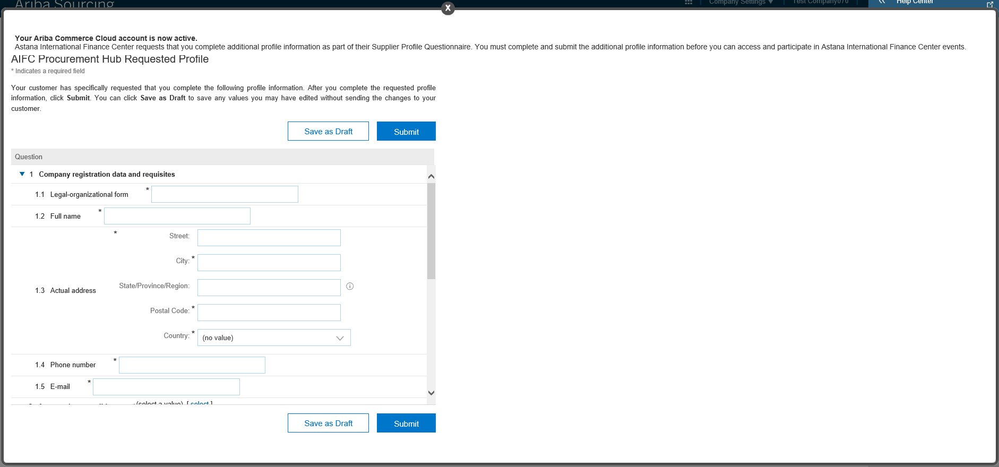 Ariba Sourcing
Company Settings ▼
Test Company070
Help Center
X
Your Ariba Commerce Cloud account is now active.
Astana International Finance Center requests that you complete additional profile information as part of their Supplier Profile Questionnaire. You must complete and submit the additional profile information before you can access and participate in Astana International Finance Center events.
AIFC Procurement Hub Requested Profile
* Indicates a required field
Your customer has specifically requested that you complete the following profile information. After you complete the requested profile
information, click Submit. You can click Save as Draft to save any values you may have edited without sending the changes to your
customer.
Save as Draft
Submit
Question
▼ 1 Company registration data and requisites
1.1 Legal-organizational form *
1.2 Full name *
* Street:
City: *
State/Province/Region:
1.3 Actual address
Postal Code: *
Country: * (no value)
1.4 Phone number *
1.5 E-mail *
(select a value) [ select ]
Save as Draft
Submit